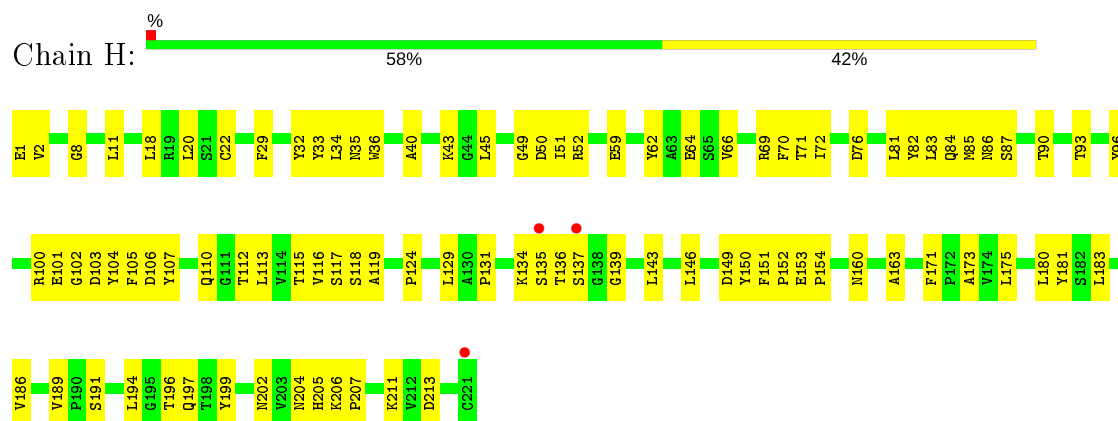 %
Chain H:
58% 42%
E1 V2 G8 L11 L18 R19 L20 S21 C22 F29 Y32 Y33 L34 N35 W36 A40 K43 G44 L45 G49 D50 I51 R52 E59 Y62 A63 E64 S65 V66 R69 F70 T71 I72 D76 L81 Y82 L83 Q84 M85 N86 S87 T90 T93 Y96
R100 E101 G102 D103 Y104 F105 D106 Y107 Q110 G111 T112 L113 V114 T115 V116 S117 S118 A119 P124 L129 A130 P131 K134 S135 T136 S137 G138 G139 L143 L146 D149 Y150 F151 P152 E153 P154 N160 A163 F171 P172 A173 V174 L175 L180 Y181 S182 L183
V186 V189 P190 S191 L194 G195 T196 Q197 T198 Y199 N202 V203 N204 H205 K206 P207 K211 V212 D213 C221